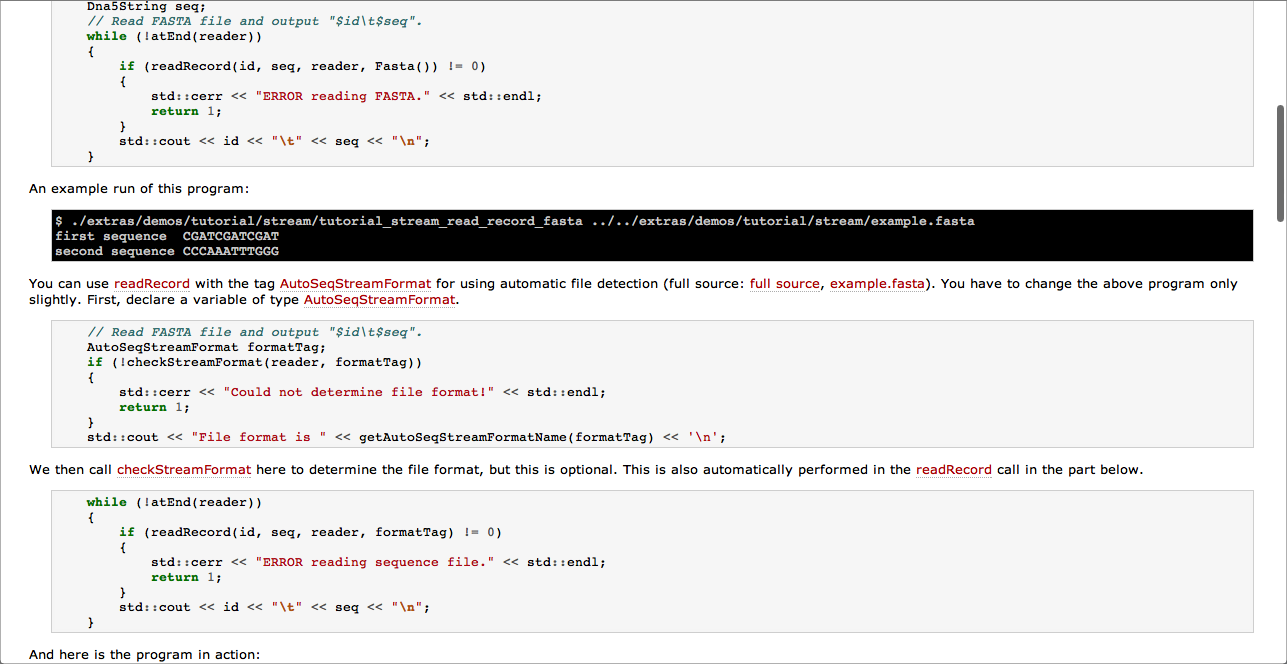 Dna5String seq;
// Read FASTA file and output "$id\t$seq".
while (!atEnd(reader))
{
if (readRecord(id, seq, reader, Fasta()) != 0)
{
std::cerr << "ERROR reading FASTA." << std::endl;
return 1;
}
std::cout << id << "\t" << seq << "\n";
}
An example run of this program:
$ ./extras/demos/tutorial/stream/tutorial_stream_read_record_fasta ../../extras/demos/tutorial/stream/example.fasta
first sequence  CGATCGATCGAT
second sequence CCCAAATTTGGG
You can use readRecord with the tag AutoSeqStreamFormat for using automatic file detection (full source: full source, example.fasta). You have to change the above program only
slightly. First, declare a variable of type AutoSeqStreamFormat.
// Read FASTA file and output "$id\t$seq".
AutoSeqStreamFormat formatTag;
if (!checkStreamFormat(reader, formatTag))
{
std::cerr << "Could not determine file format!" << std::endl;
return 1;
}
std::cout << "File format is " << getAutoSeqStreamFormatName(formatTag) << '\n';
We then call checkStreamFormat here to determine the file format, but this is optional. This is also automatically performed in the readRecord call in the part below.
while (!atEnd(reader))
{
if (readRecord(id, seq, reader, formatTag) != 0)
{
std::cerr << "ERROR reading sequence file." << std::endl;
return 1;
}
std::cout << id << "\t" << seq << "\n";
}
And here is the program in action: